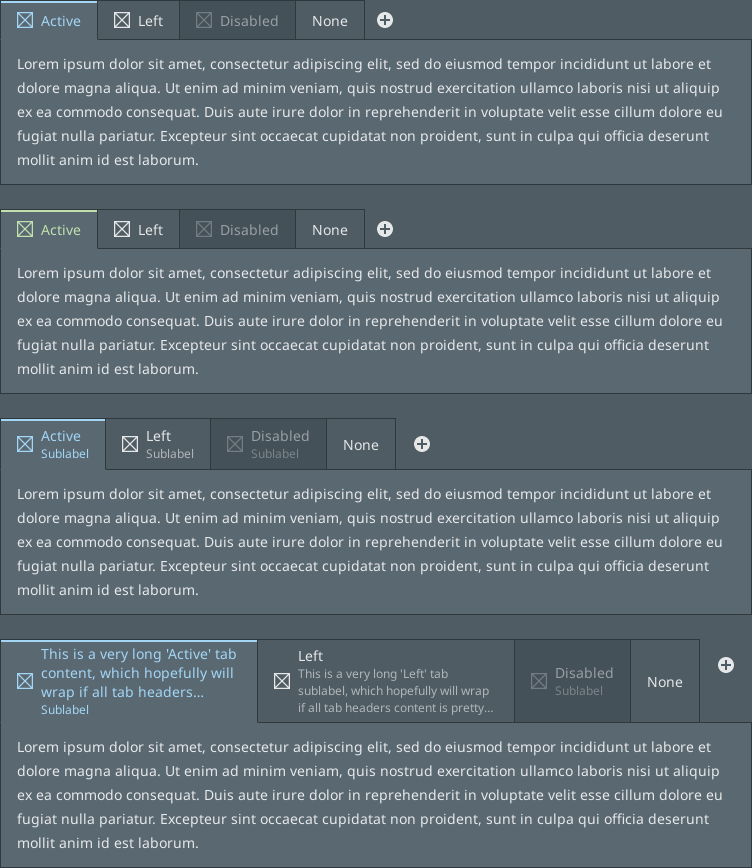 Active Left Disabled None
Lorem ipsum dolor sit amet, consectetur adipiscing elit, sed do eiusmod tempor incididunt ut labore et
dolore magna aliqua. Ut enim ad minim veniam, quis nostrud exercitation ullamco laboris nisi ut aliquip
ex ea commodo consequat. Duis aute irure dolor in reprehenderit in voluptate velit esse cillum dolore eu
fugiat nulla pariatur. Excepteur sint occaecat cupidatat non proident, sunt in culpa qui officia deserunt
mollit anim id est laborum.
Active Left Disabled None
Lorem ipsum dolor sit amet, consectetur adipiscing elit, sed do eiusmod tempor incididunt ut labore et
dolore magna aliqua. Ut enim ad minim veniam, quis nostrud exercitation ullamco laboris nisi ut aliquip
ex ea commodo consequat. Duis aute irure dolor in reprehenderit in voluptate velit esse cillum dolore eu
fugiat nulla pariatur. Excepteur sint occaecat cupidatat non proident, sunt in culpa qui officia deserunt
mollit anim id est laborum.
Active
Sublabel
Left
Sublabel
Disabled
Sublabel
None
Lorem ipsum dolor sit amet, consectetur adipiscing elit, sed do eiusmod tempor incididunt ut labore et
dolore magna aliqua. Ut enim ad minim veniam, quis nostrud exercitation ullamco laboris nisi ut aliquip
ex ea commodo consequat. Duis aute irure dolor in reprehenderit in voluptate velit esse cillum dolore eu
fugiat nulla pariatur. Excepteur sint occaecat cupidatat non proident, sunt in culpa qui officia deserunt
mollit anim id est laborum.
This is a very long 'Active' tab
content, which hopefully will
wrap if all tab headers...
Sublabel
Left
This is a very long 'Left' tab
sublabel, which hopefully will wrap
if all tab headers content is pretty...
Disabled
Sublabel
None
Lorem ipsum dolor sit amet, consectetur adipiscing elit, sed do eiusmod tempor incididunt ut labore et
dolore magna aliqua. Ut enim ad minim veniam, quis nostrud exercitation ullamco laboris nisi ut aliquip
ex ea commodo consequat. Duis aute irure dolor in reprehenderit in voluptate velit esse cillum dolore eu
fugiat nulla pariatur. Excepteur sint occaecat cupidatat non proident, sunt in culpa qui officia deserunt
mollit anim id est laborum.